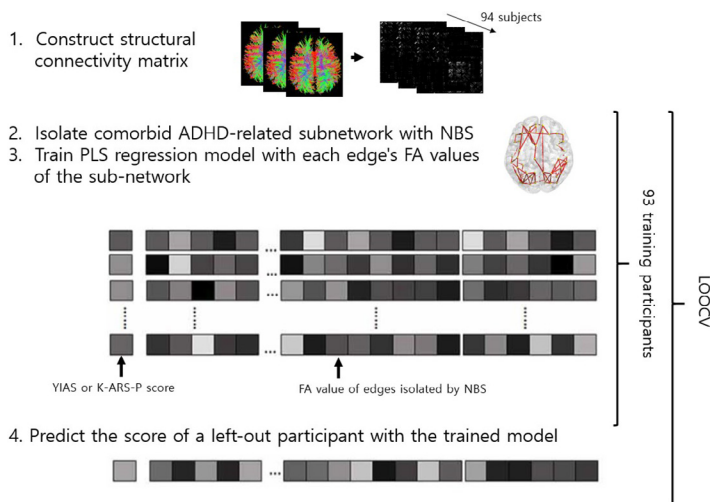 94 subjects
1. Construct structural
connectivity matrix
2. Isolate comorbid ADHD-related subnetwork with NBS
3. Train PLS regression model with each edge's FA values
of the sub-network
...
...
...
YIAS or K-ARS-P score
FA value of edges isolated by NBS
93 training participants
LOOCV
4. Predict the score of a left-out participant with the trained model
...